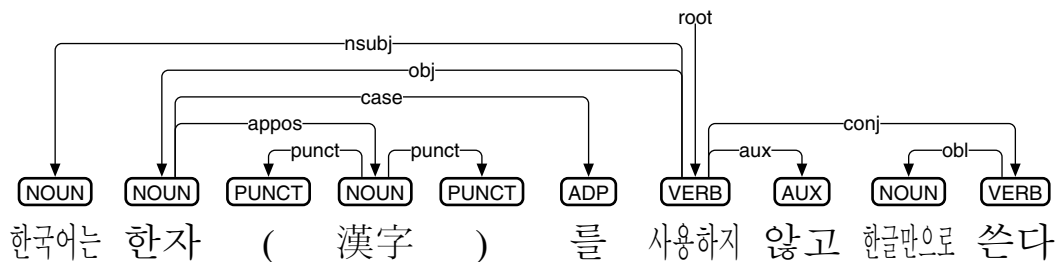 root
nsubj
obj
case
appos conj
punct punct aux obl
NOUN NOUN PUNCT NOUN PUNCT ADP VERB AUX NOUN VERB
한국어는 한자 ( 漢字 ) 를 사용하지 않고 한글만으로 쓴다